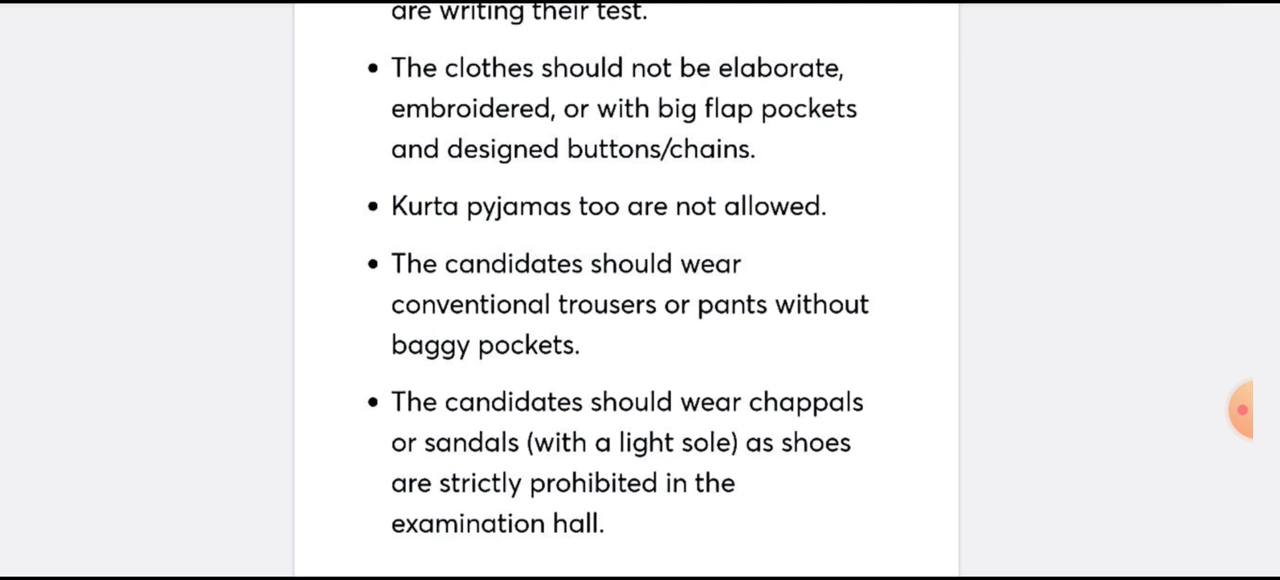 are writing their test.
• The clothes should not be elaborate,
embroidered, or with big flap pockets
and designed buttons/chains.
• Kurta pyjamas too are not allowed.
• The candidates should wear
conventional trousers or pants without
baggy pockets.
• The candidates should wear chappals
or sandals (with a light sole) as shoes
are strictly prohibited in the
examination hall.